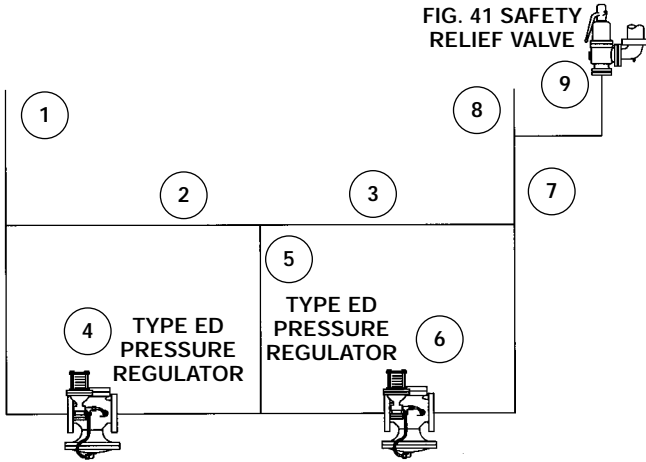 FIG. 41 SAFETY
RELIEF VALVE
9
1
8
2
3
7
5
4
TYPE ED
PRESSURE
REGULATOR
TYPE ED
PRESSURE
REGULATOR
6